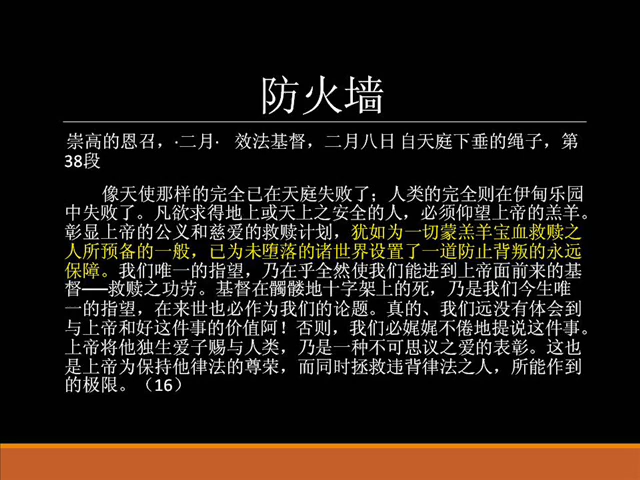 防火墙
崇高的恩召，·二月·　效法基督，二月八日 自天庭下垂的绳子，第
38段
像天使那样的完全已在天庭失败了；人类的完全则在伊甸乐园
中失败了。凡欲求得地上或天上之安全的人，必须仰望上帝的羔羊。
彰显上帝的公义和慈爱的救赎计划，犹如为一切蒙羔羊宝血救赎之
人所预备的一般，已为未堕落的诸世界设置了一道防止背叛的永远
保障。我们唯一的指望，乃在乎全然使我们能进到上帝面前来的基
督──救赎之功劳。基督在髑髅地十字架上的死，乃是我们今生唯
一的指望，在来世也必作为我们的论题。真的、我们远没有体会到
与上帝和好这件事的价值阿！否则，我们必娓娓不倦地提说这件事。
上帝将他独生爱子赐与人类，乃是一种不可思议之爱的表彰。这也
是上帝为保持他律法的尊荣，而同时拯救违背律法之人，所能作到
的极限。（16）